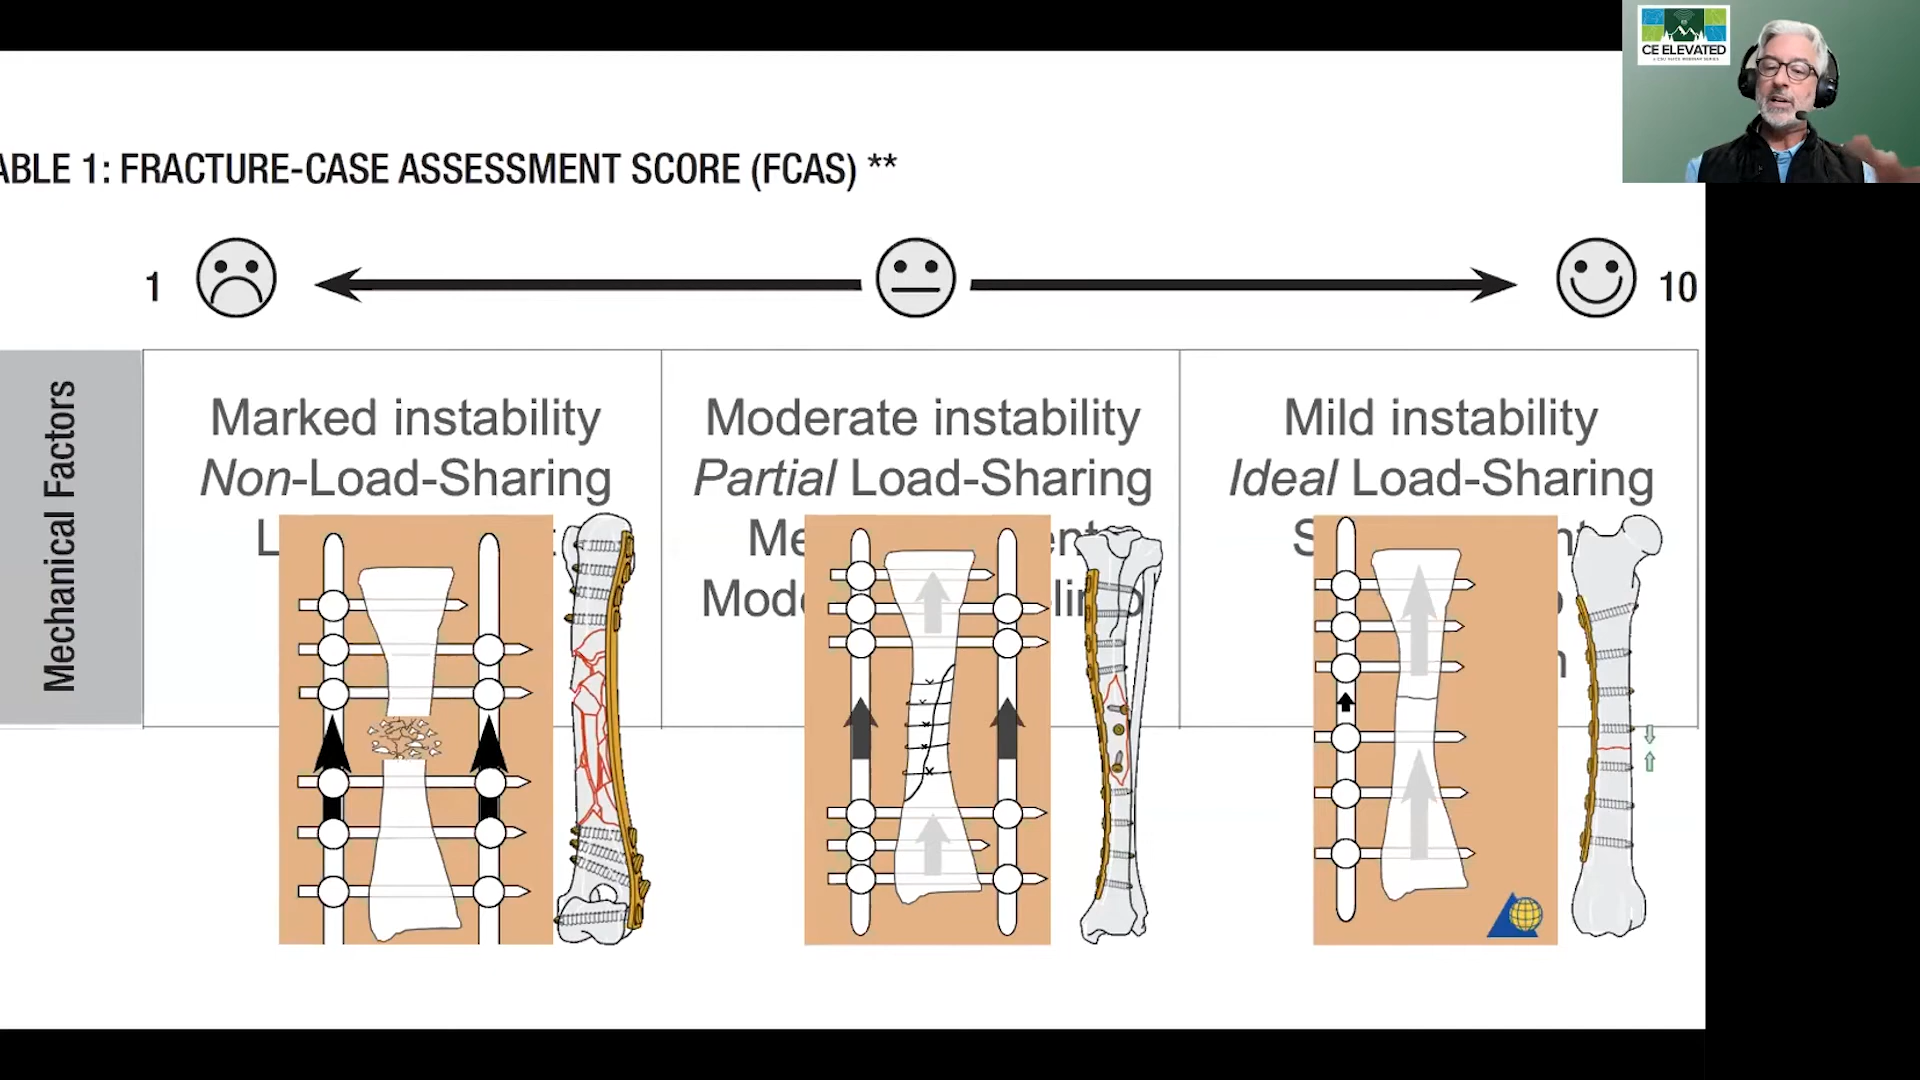 CE ELEVATED
ABLE 1: FRACTURE-CASE ASSESSMENT SCORE (FCAS) **
1
10
Mechanical Factors
Marked instability
Non-Load-Sharing
Moderate instability
Partial Load-Sharing
Mild instability
Ideal Load-Sharing